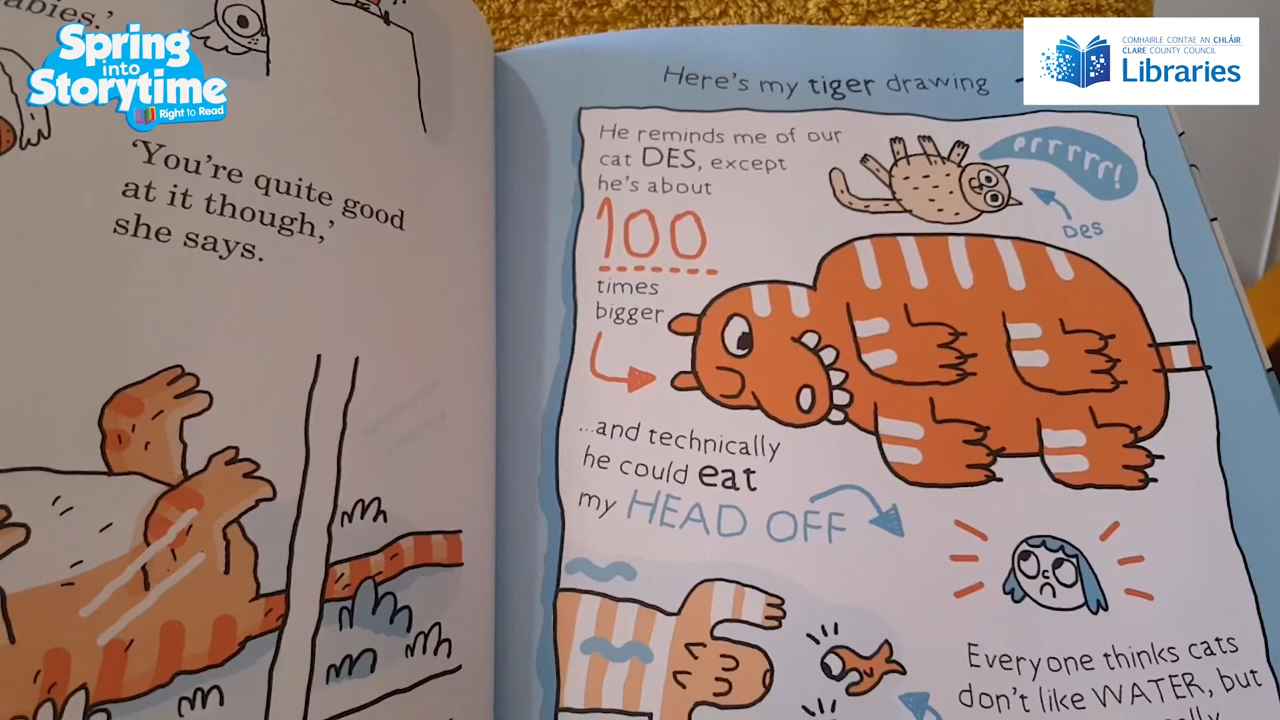 Spring
into
Storytime
Right to Read
COMHAIRLE CONTAE AN CHLÁIR
CLARE COUNTY COUNCIL
Libraries
'You're quite good
at it though,'
she says.
Here's my tiger drawing
He reminds me of our
cat DES, except
he's about
100
times
bigger
prrrrr!
Des
...and technically
he could eat
my HEAD OFF
Everyone thinks cats
don't like WATER, but